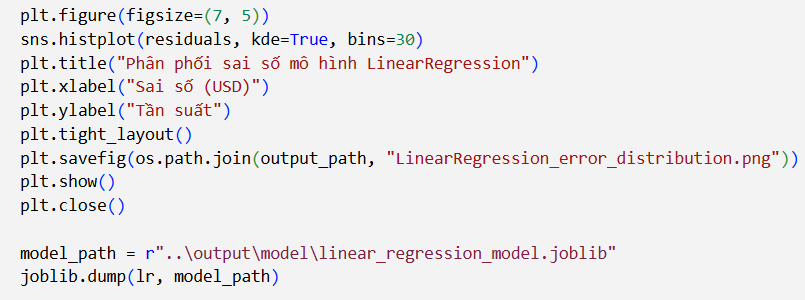 plt.figure(figsize=(7, 5))
sns.histplot(residuals, kde=True, bins=30)
plt.title("Phân phối sai số mô hình LinearRegression")
plt.xlabel("Sai số (USD)")
plt.ylabel("Tần suất")
plt.tight_layout()
plt.savefig(os.path.join(output_path, "LinearRegression_error_distribution.png"))
plt.show()
plt.close()

model_path = r"..\output\model\linear_regression_model.joblib"
joblib.dump(lr, model_path)